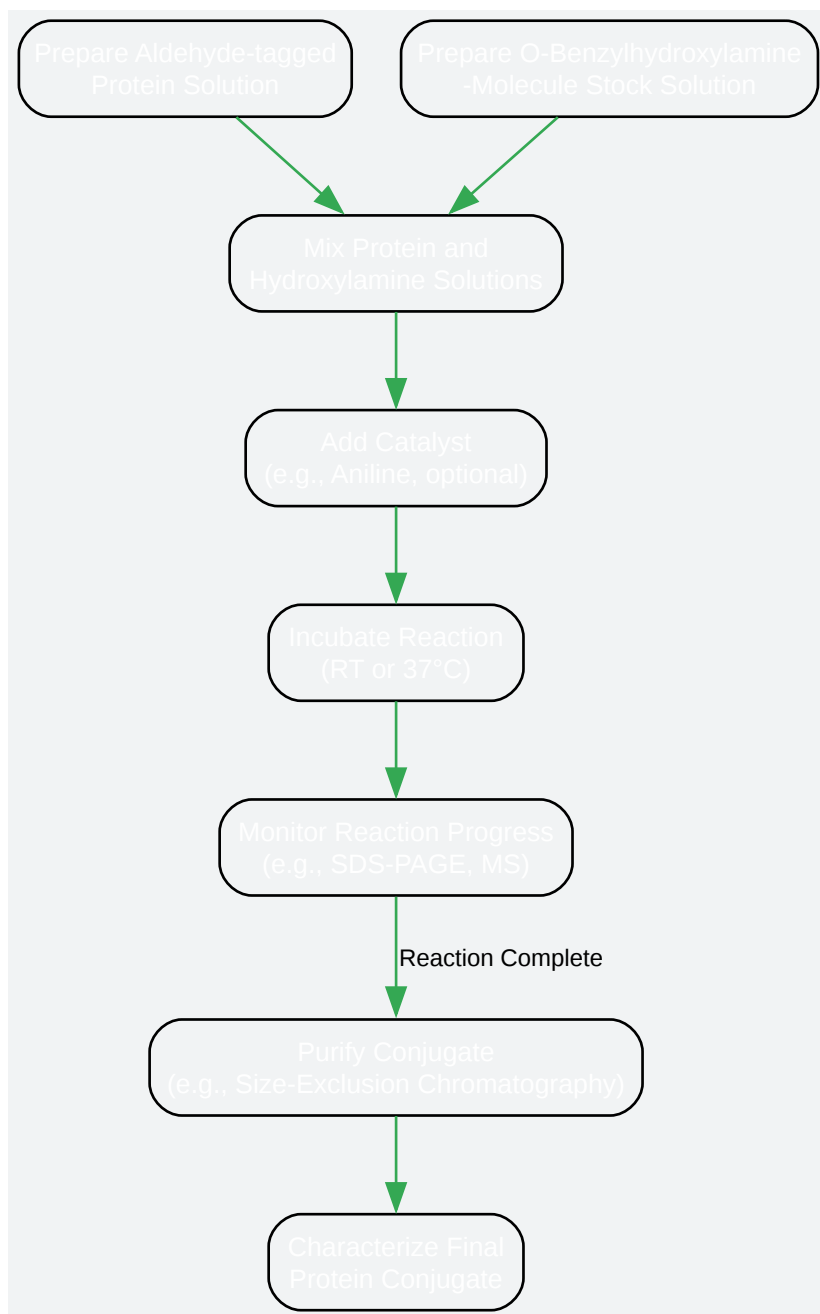 Prepare Aldehyde-tagged
Protein Solution
Prepare O-Benzylhydroxylamine
-Molecule Stock Solution
Mix Protein and
Hydroxylamine Solutions
Add Catalyst
(e.g., Aniline, optional)
Incubate Reaction
(RT or 37°C)
Monitor Reaction Progress
(e.g., SDS-PAGE, MS)
Reaction Complete
Purify Conjugate
(e.g., Size-Exclusion Chromatography)
Characterize Final
Protein Conjugate